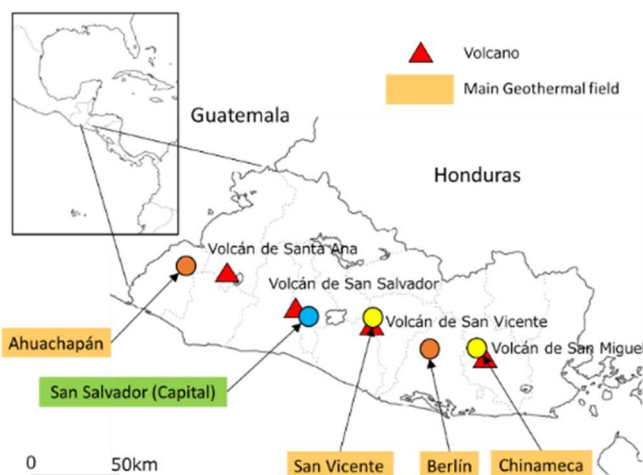 Volcano
Main Geothermal field
Guatemala
Honduras
Volcán de Santa Ana
Volcán de San Salvador
Volcán de San Vicente
Volcán de San Miguel
Ahuachapán
San Salvador (Capital)
San Vicente
Berlín
Chinameca
0 50km